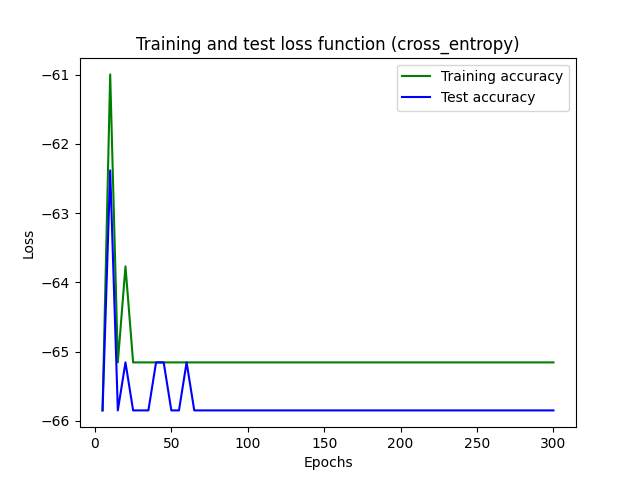 Training and test loss function (cross_entropy)
Training accuracy
Test accuracy
Loss
−61
−62
−63
−64
−65
−66
0 50 100 150 200 250 300
Epochs